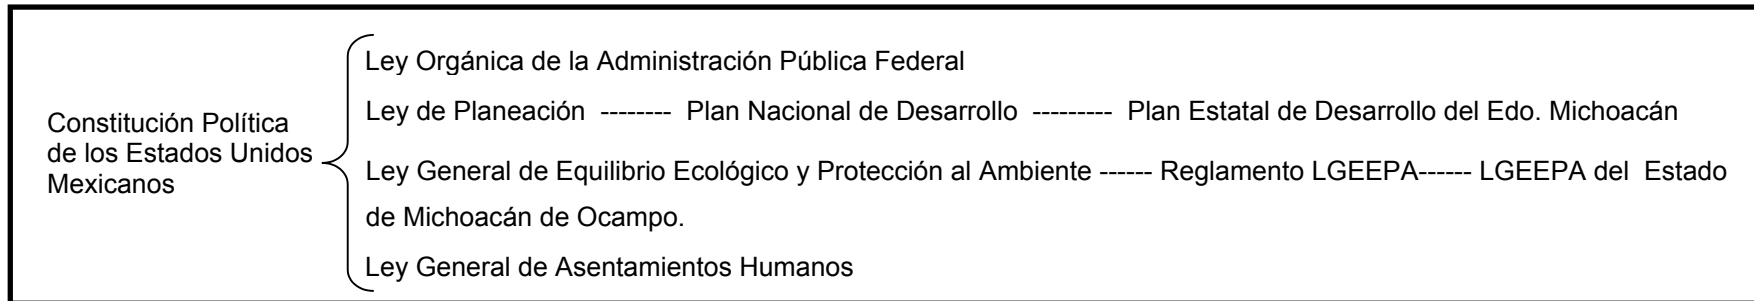 Constitución Política
de los Estados Unidos
Mexicanos
Ley Orgánica de la Administración Pública Federal
Ley de Planeación -------- Plan Nacional de Desarrollo --------- Plan Estatal de Desarrollo del Edo. Michoacán
Ley General de Equilibrio Ecológico y Protección al Ambiente ------ Reglamento LGEEPA------ LGEEPA del Estado
de Michoacán de Ocampo.
Ley General de Asentamientos Humanos